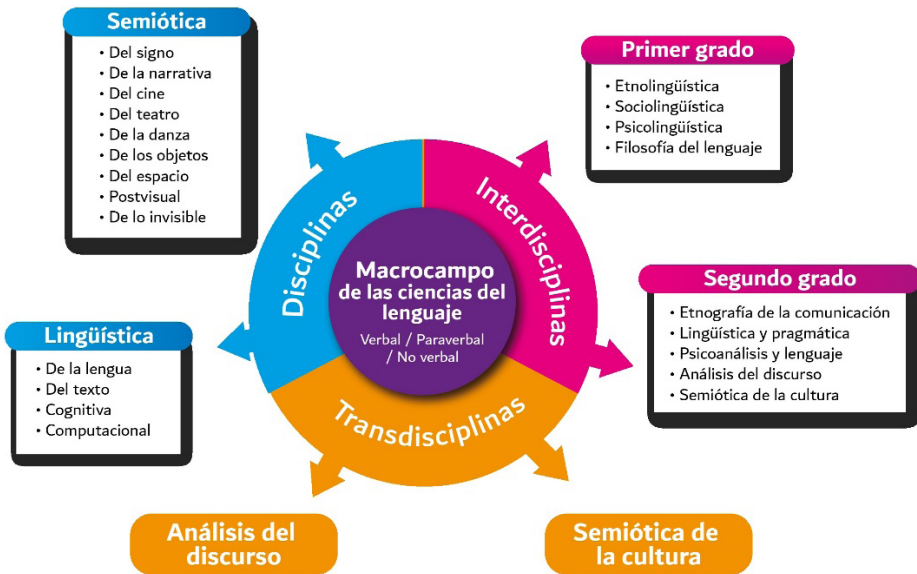 Semiótica
• Del signo
• De la narrativa
• Del cine
• Del teatro
• De la danza
• De los objetos
• Del espacio
• Postvisual
• De lo invisible
Lingüística
• De la lengua
• Del texto
• Cognitiva
• Computacional
Disciplinas
Macrocampo
de las ciencias del
lenguaje
Verbal / Paraverbal
/ No verbal
Interdisciplinas
Transdisciplinas
Primer grado
• Etnolingüística
• Sociolingüística
• Psicolingüística
• Filosofía del lenguaje
Segundo grado
• Etnografía de la comunicación
• Lingüística y pragmática
• Psicoanálisis y lenguaje
• Análisis del discurso
• Semiótica de la cultura
Análisis del
discurso
Semiótica de
la cultura